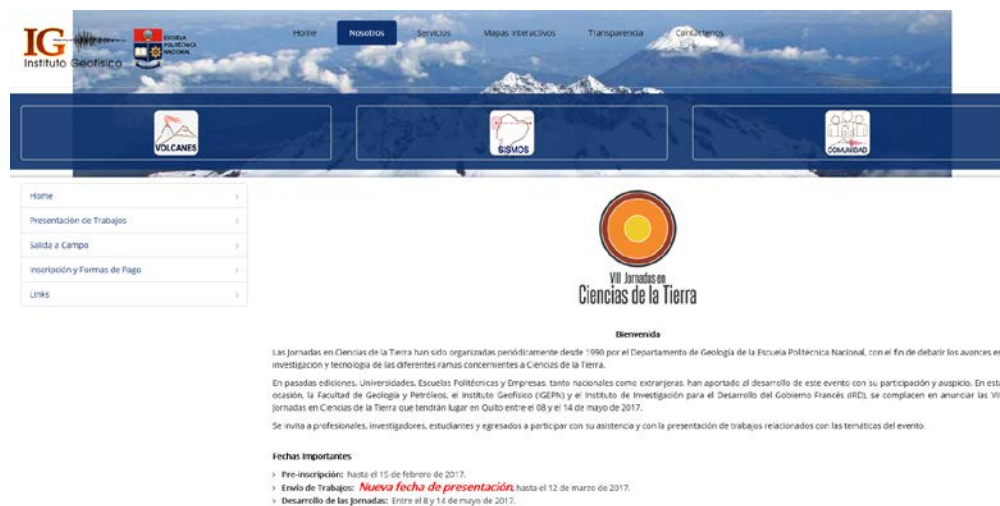 IG
Instituto Geofísico
ESCUELA
POLITÉCNICA
NACIONAL
Home Nosotros Servicios Mapas Interactivos Transparencia Contáctenos
VOLCANES SISMOS COMUNIDAD
Home
Presentación de Trabajos
Salida a Campo
Inscripción y Formas de Pago
Links
VIII Jornadas en
Ciencias de la Tierra
Bienvenida
Las Jornadas en Ciencias de la Tierra han sido organizadas periódicamente desde 1990 por el Departamento de Geología de la Escuela Politécnica Nacional, con el fin de debatir los avances en
investigación y tecnología de las diferentes ramas concernientes a Ciencias de la Tierra.
En pasadas ediciones, Universidades, Escuelas Politécnicas y Empresas, tanto nacionales como extranjeras, han aportado al desarrollo de este evento con su participación y auspicio. En esta
ocasión, la Facultad de Geología y Petróleos, el Instituto Geofísico (IGEPN) y el Instituto de Investigación para el Desarrollo del Gobierno Francés (IRD), se complacen en anunciar las VIII
Jornadas en Ciencias de la Tierra que tendrán lugar en Quito entre el 08 y el 14 de mayo de 2017.
Se invita a profesionales, investigadores, estudiantes y egresados a participar con su asistencia y con la presentación de trabajos relacionados con las temáticas del evento.
Fechas Importantes
› Pre-inscripción: hasta el 15 de febrero de 2017.
› Envío de Trabajos: Nueva fecha de presentación, hasta el 12 de marzo de 2017.
› Desarrollo de las Jornadas: Entre el 8 y 14 de mayo de 2017.